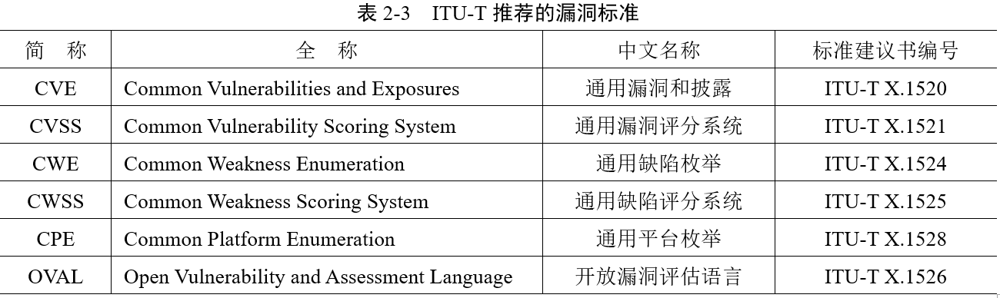 表 2-3 ITU-T 推荐的漏洞标准
简 称 全 称 中文名称 标准建议书编号
CVE Common Vulnerabilities and Exposures 通用漏洞和披露 ITU-T X.1520
CVSS Common Vulnerability Scoring System 通用漏洞评分系统 ITU-T X.1521
CWE Common Weakness Enumeration 通用缺陷枚举 ITU-T X.1524
CWSS Common Weakness Scoring System 通用缺陷评分系统 ITU-T X.1525
CPE Common Platform Enumeration 通用平台枚举 ITU-T X.1528
OVAL Open Vulnerability and Assessment Language 开放漏洞评估语言 ITU-T X.1526